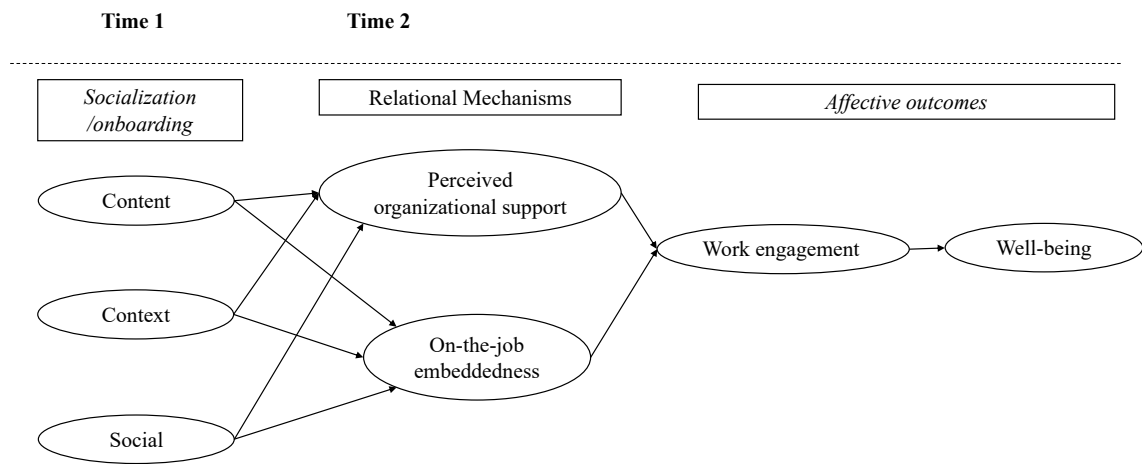 Time 1
Time 2
Socialization
/onboarding
Relational Mechanisms
Affective outcomes
Content
Perceived
organizational support
Work engagement
Well-being
Context
On-the-job
embeddedness
Social